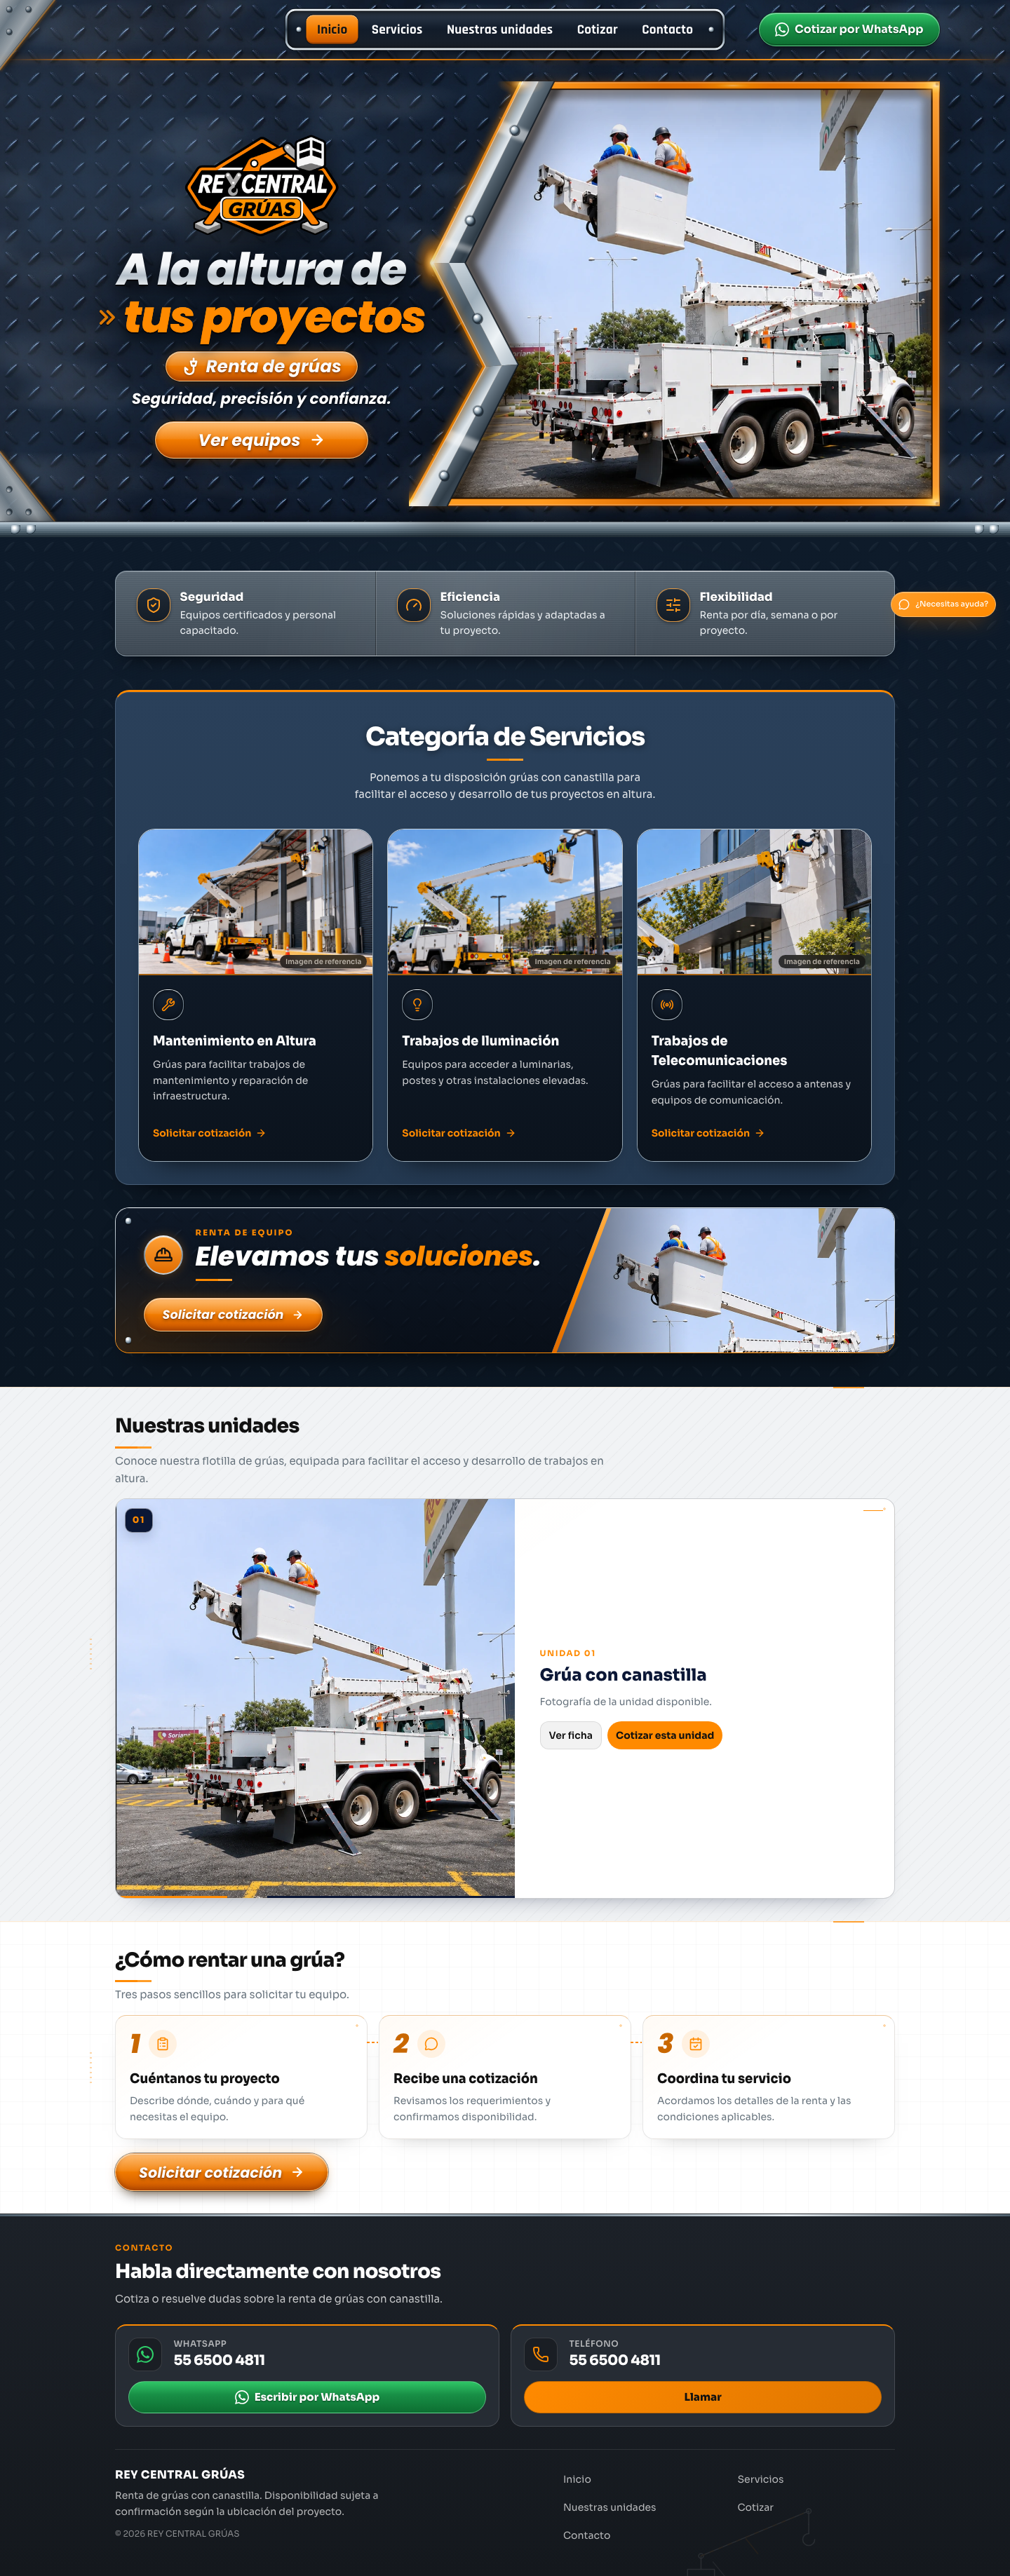 Inicio
Servicios
Nuestras unidades
Cotizar
Contacto
Cotizar por WhatsApp
REY CENTRAL
GRÚAS
A la altura de
tus proyectos
Renta de grúas
Seguridad, precisión y confianza.
Ver equipos
Seguridad
Equipos certificados y personal
capacitado.
Eficiencia
Soluciones rápidas y adaptadas a
tu proyecto.
Flexibilidad
Renta por día, semana o por
proyecto.
¿Necesitas ayuda?
Categoría de Servicios
Ponemos a tu disposición grúas con canastilla para
facilitar el acceso y desarrollo de tus proyectos en altura.
Imagen de referencia
Imagen de referencia
Imagen de referencia
Mantenimiento en Altura
Grúas para facilitar trabajos de
mantenimiento y reparación de
infraestructura.
Solicitar cotización
Trabajos de Iluminación
Equipos para acceder a luminarias,
postes y otras instalaciones elevadas.
Solicitar cotización
Trabajos de
Telecomunicaciones
Grúas para facilitar el acceso a antenas y
equipos de comunicación.
Solicitar cotización
RENTA DE EQUIPO
Elevamos tus soluciones.
Solicitar cotización
Nuestras unidades
Conoce nuestra flotilla de grúas, equipada para facilitar el acceso y desarrollo de trabajos en
altura.
01
Soriana
UNIDAD 01
Grúa con canastilla
Fotografía de la unidad disponible.
Ver ficha
Cotizar esta unidad
¿Cómo rentar una grúa?
Tres pasos sencillos para solicitar tu equipo.
1
Cuéntanos tu proyecto
Describe dónde, cuándo y para qué
necesitas el equipo.
2
Recibe una cotización
Revisamos los requerimientos y
confirmamos disponibilidad.
3
Coordina tu servicio
Acordamos los detalles de la renta y las
condiciones aplicables.
Solicitar cotización
CONTACTO
Habla directamente con nosotros
Cotiza o resuelve dudas sobre la renta de grúas con canastilla.
WHATSAPP
55 6500 4811
Escribir por WhatsApp
TELÉFONO
55 6500 4811
Llamar
REY CENTRAL GRÚAS
Renta de grúas con canastilla. Disponibilidad sujeta a
confirmación según la ubicación del proyecto.
© 2026 REY CENTRAL GRÚAS
Inicio
Servicios
Nuestras unidades
Cotizar
Contacto